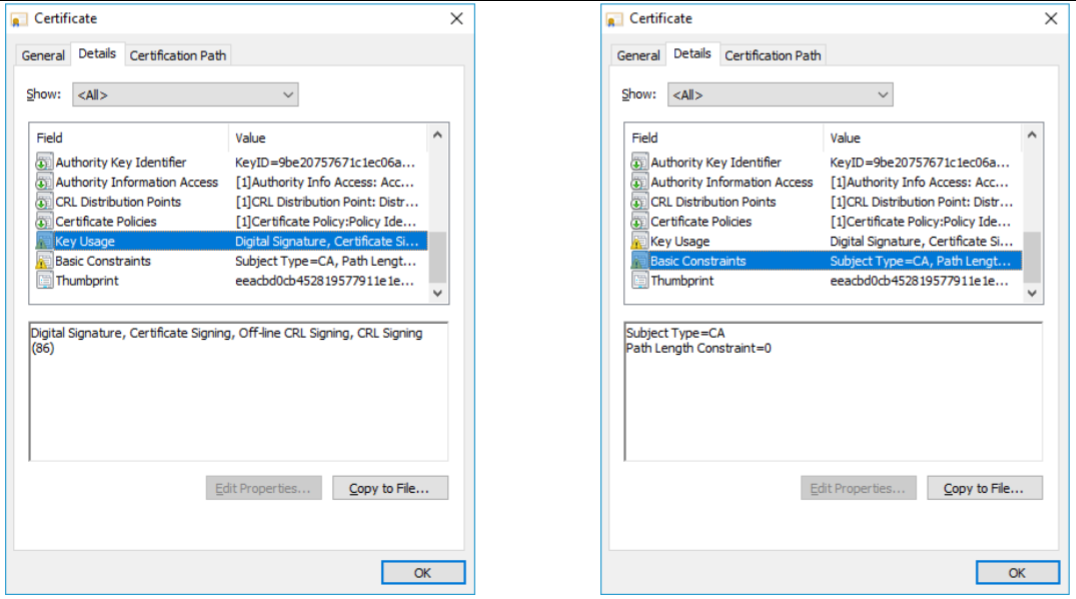 Certificate
General Details Certification Path
Show: <All>
Field Value
Authority Key Identifier KeyID=9be20757671c1ec06a...
Authority Information Access [1]Authority Info Access: Acc...
CRL Distribution Points [1]CRL Distribution Point: Distr...
Certificate Policies [1]Certificate Policy:Policy Ide...
Key Usage Digital Signature, Certificate Si...
Basic Constraints Subject Type=CA, Path Lengt...
Thumbprint eeacbd0cb452819577911e1e...
Digital Signature, Certificate Signing, Off-line CRL Signing, CRL Signing
(86)
Edit Properties... Copy to File...
OK
Certificate
General Details Certification Path
Show: <All>
Field Value
Authority Key Identifier KeyID=9be20757671c1ec06a...
Authority Information Access [1]Authority Info Access: Acc...
CRL Distribution Points [1]CRL Distribution Point: Distr...
Certificate Policies [1]Certificate Policy:Policy Ide...
Key Usage Digital Signature, Certificate Si...
Basic Constraints Subject Type=CA, Path Lengt...
Thumbprint eeacbd0cb452819577911e1e...
Subject Type=CA
Path Length Constraint=0
Edit Properties... Copy to File...
OK